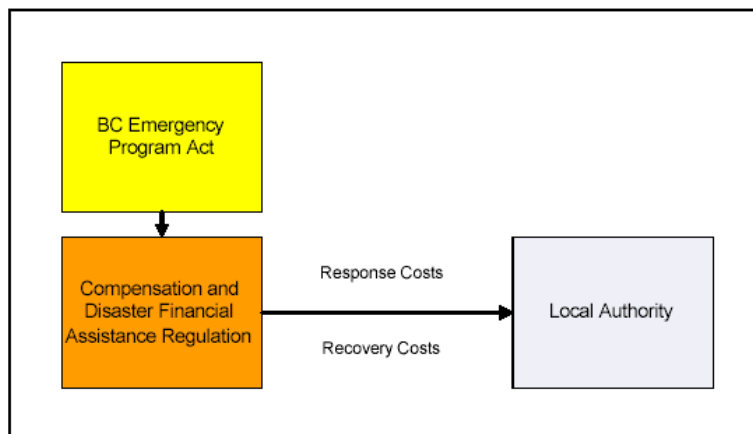 BC Emergency
Program Act
Compensation and
Disaster Financial
Assistance Regulation
Response Costs
Recovery Costs
Local Authority